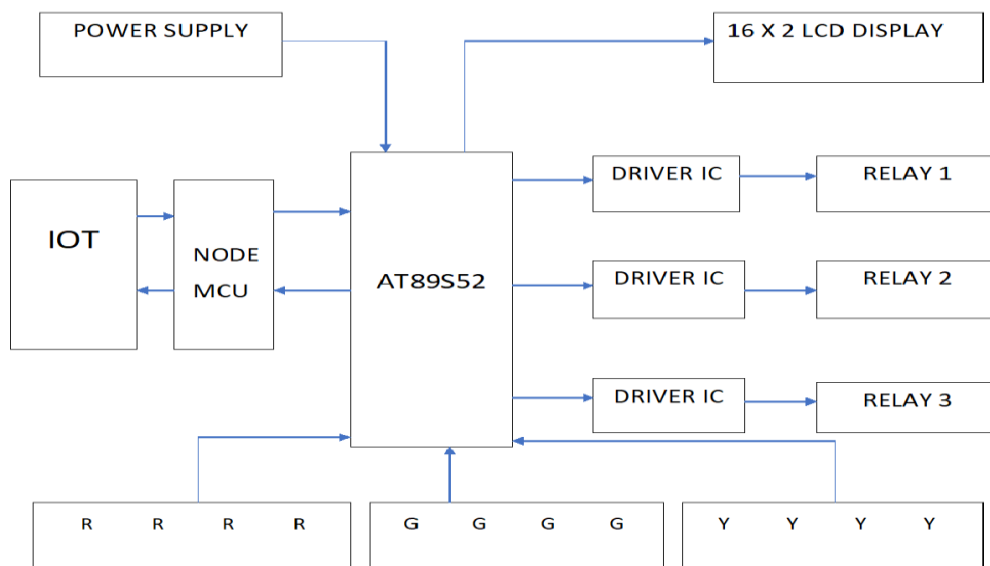 POWER SUPPLY
16 X 2 LCD DISPLAY
IOT
NODE
MCU
AT89S52
DRIVER IC
RELAY 1
DRIVER IC
RELAY 2
DRIVER IC
RELAY 3
R R R R
G G G G
Y Y Y Y